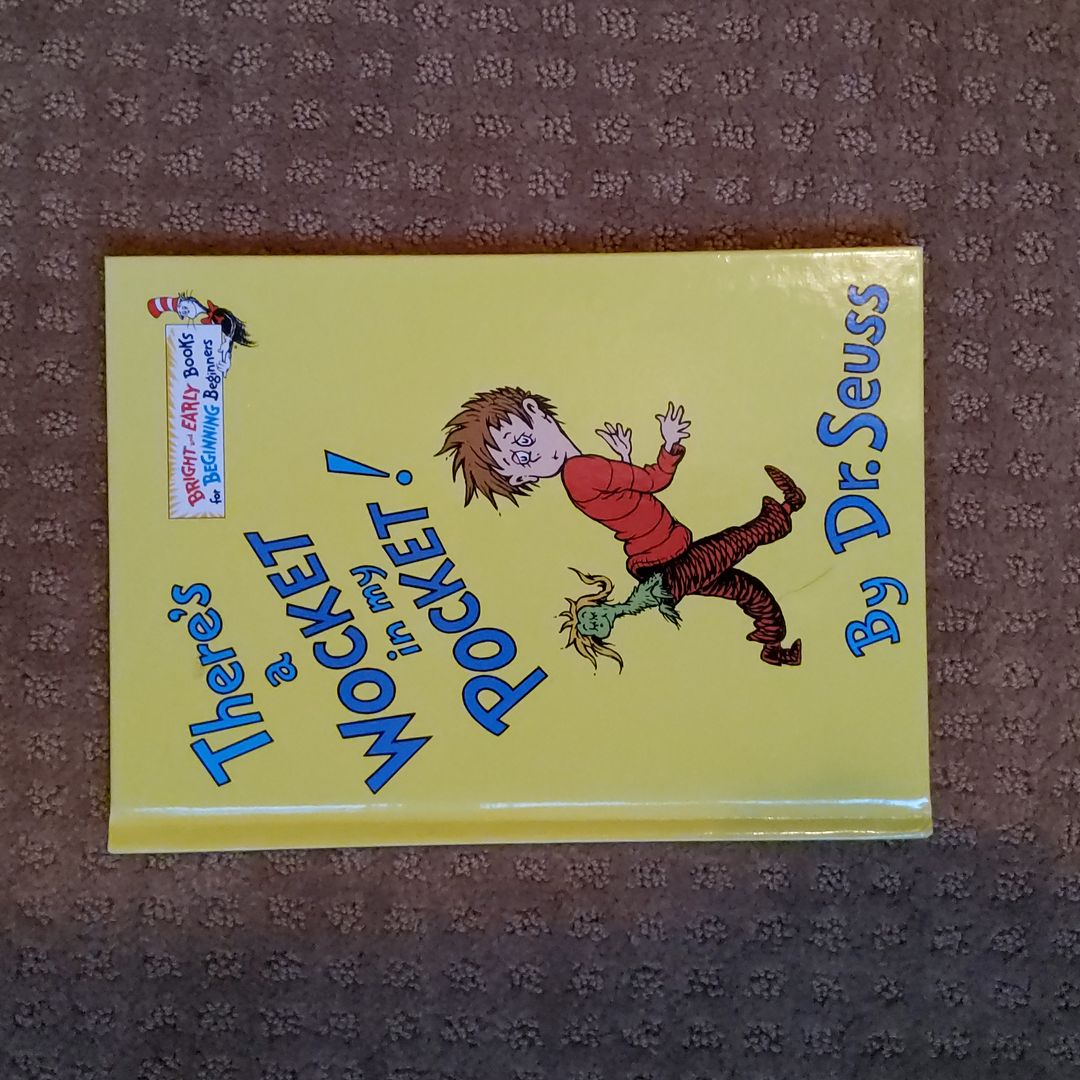 BRIGHT and EARLY BOOKS
for BEGINNING Beginners
There's
a
WOCKET
in my
POCKET!
By Dr. Seuss